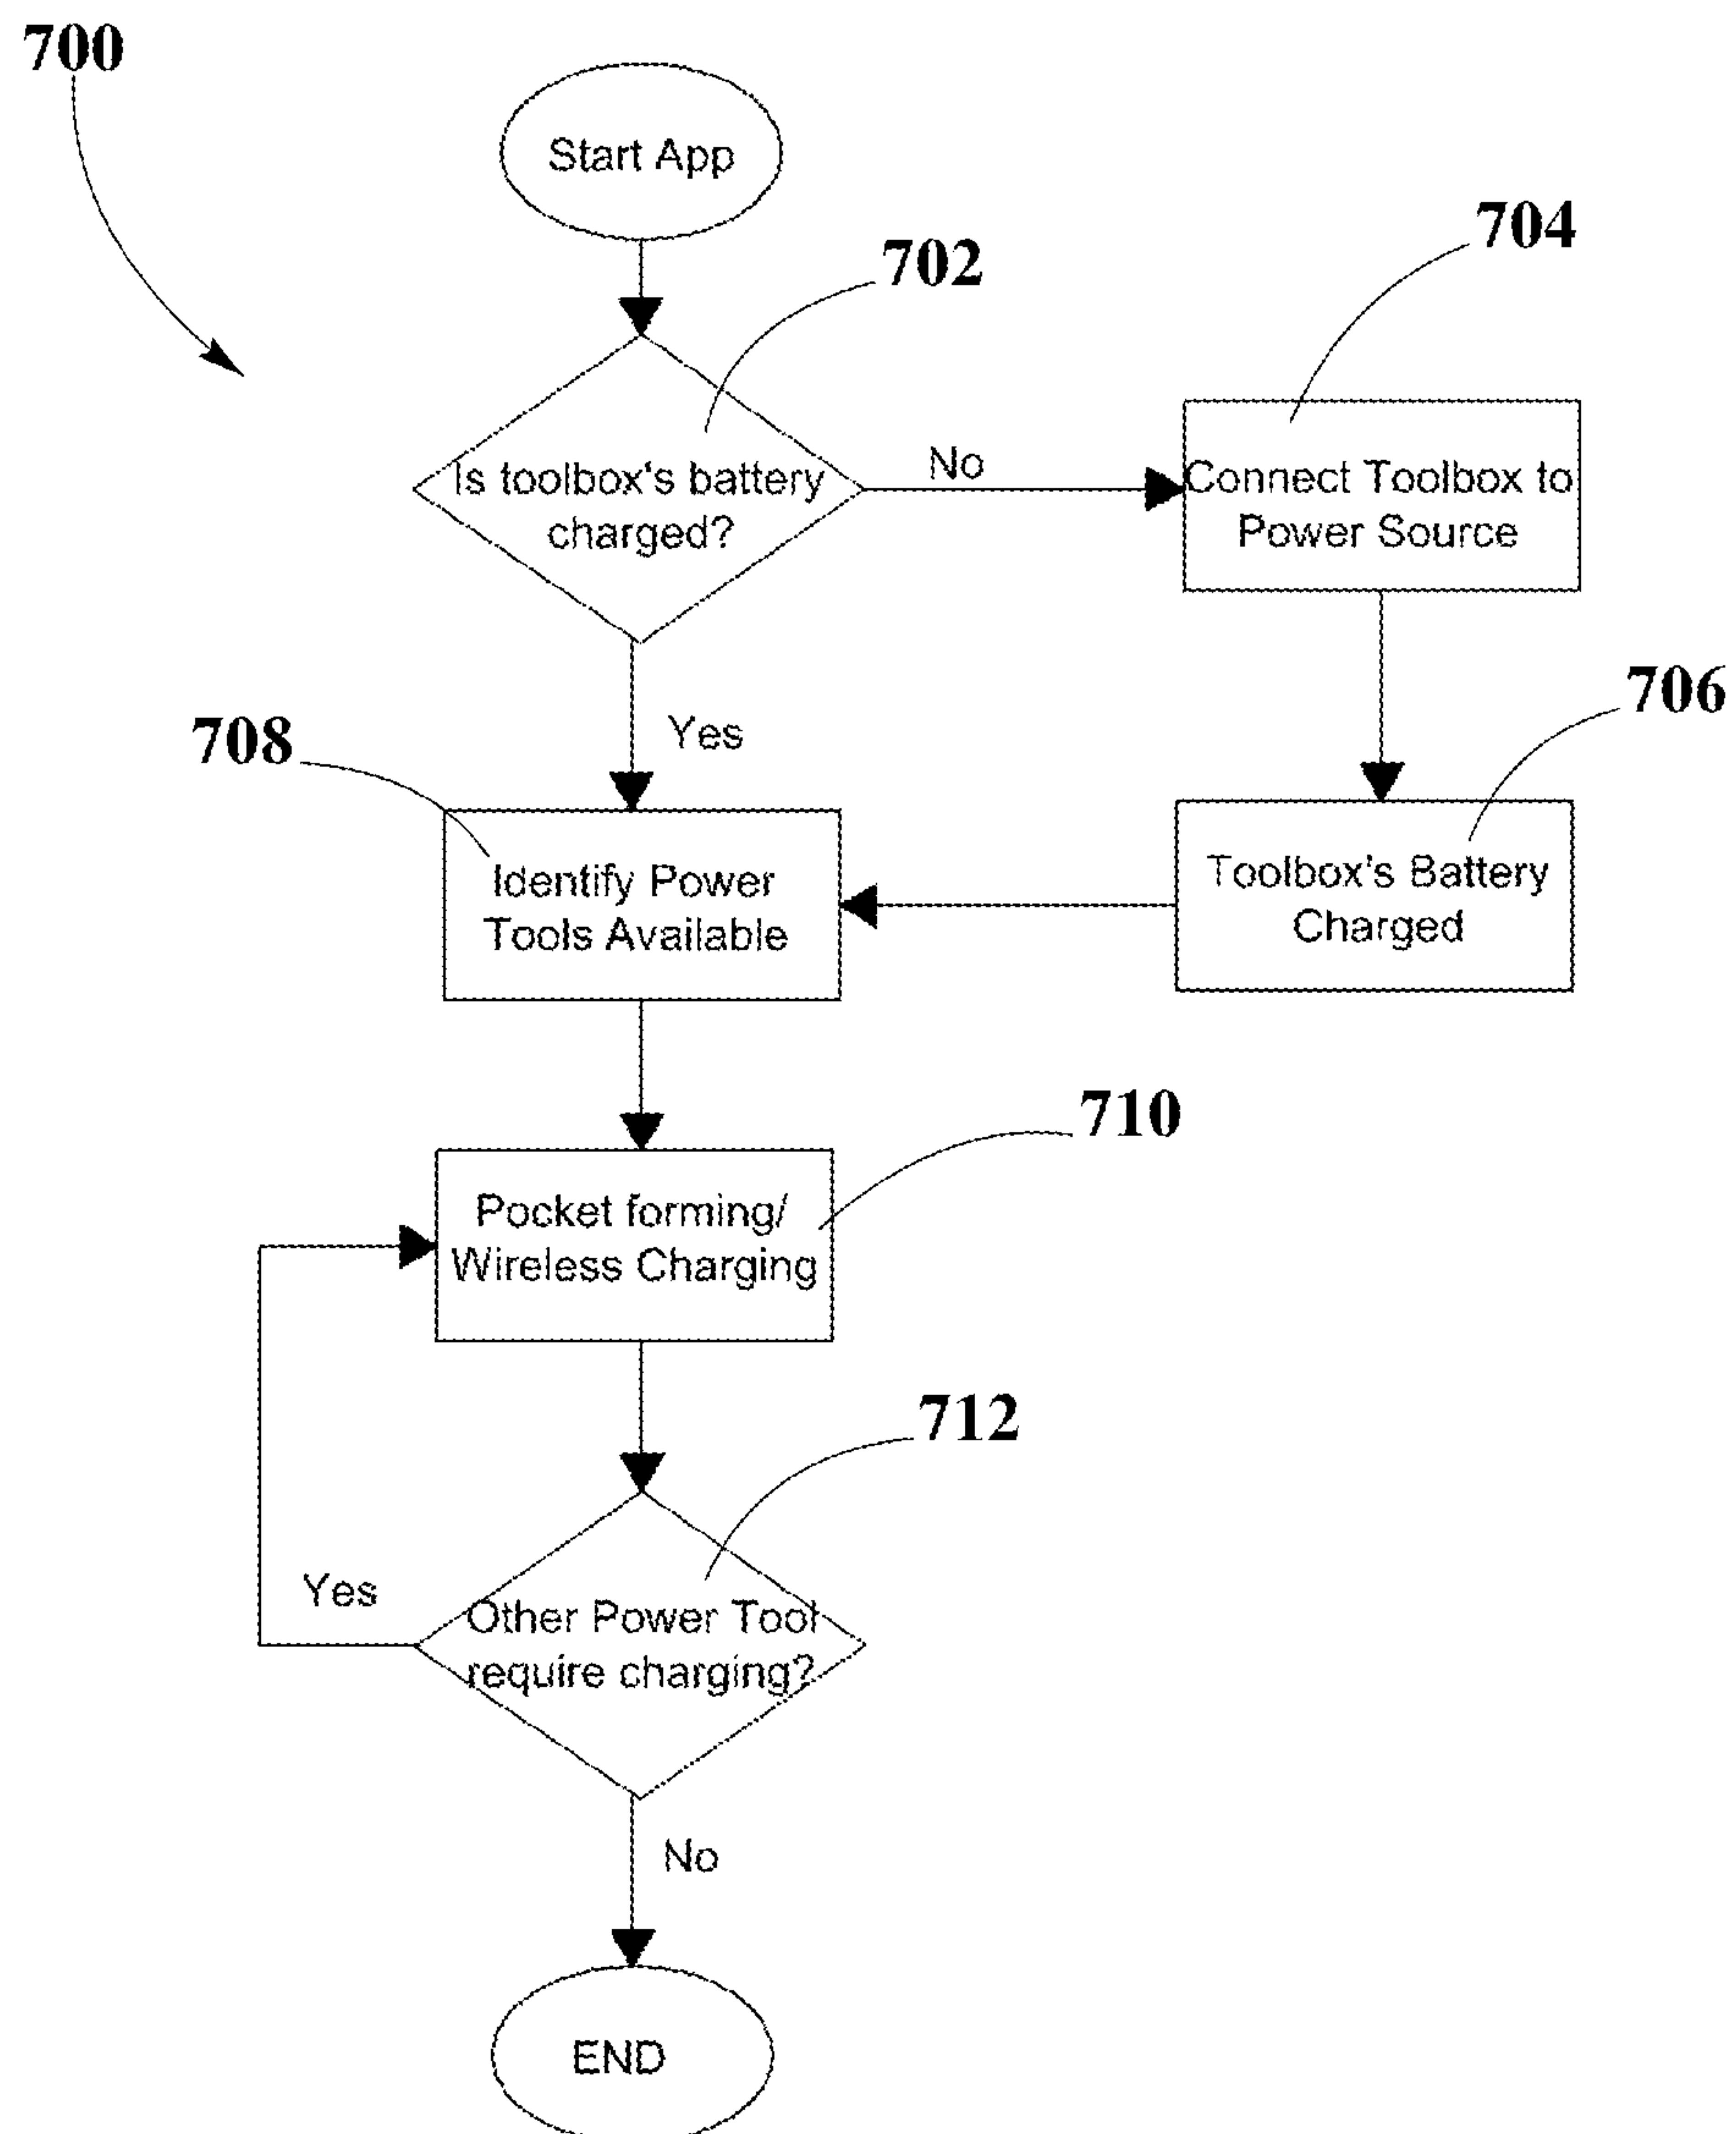 700
Start App
702
704
Is toolbox's battery
charged?
No
Connect Toolbox to
Power Source
706
708
Yes
Identify Power
Tools Available
Toolbox's Battery
Charged
710
Pocket forming/
Wireless Charging
712
Yes
Other Power Tool
require charging?
No
END